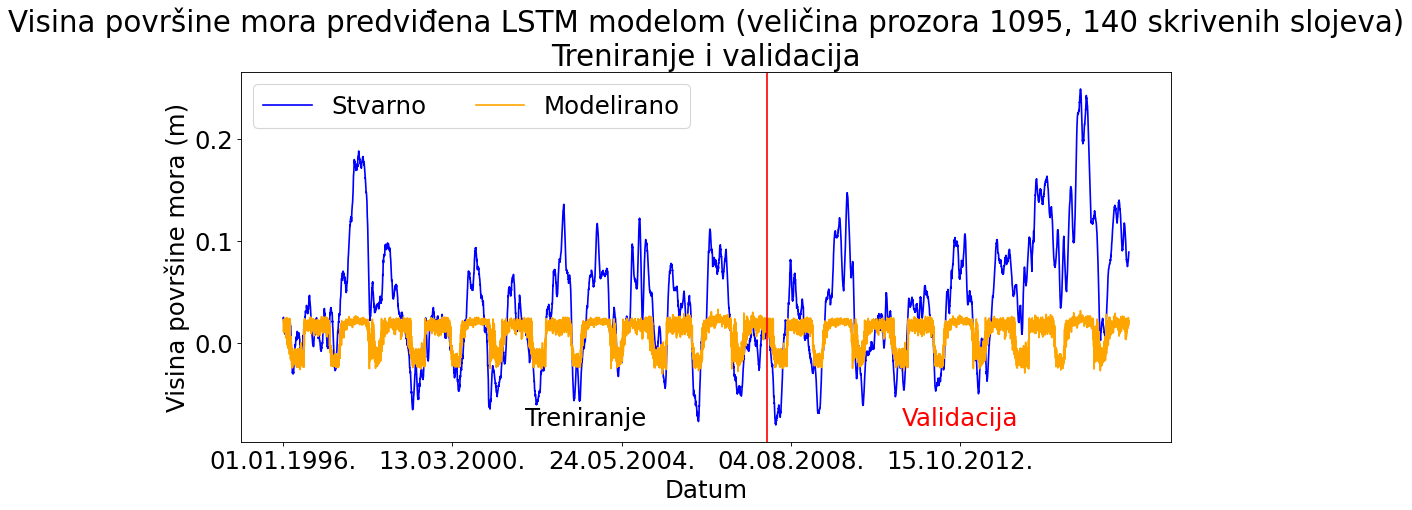 Visina površine mora predviđena LSTM modelom (veličina prozora 1095, 140 skrivenih slojeva)
Treniranje i validacija
Stvarno
Modelirano
Visina površine mora (m)
0.2
0.1
0.0
Treniranje
Validacija
01.01.1996.
13.03.2000.
24.05.2004.
04.08.2008.
15.10.2012.
Datum